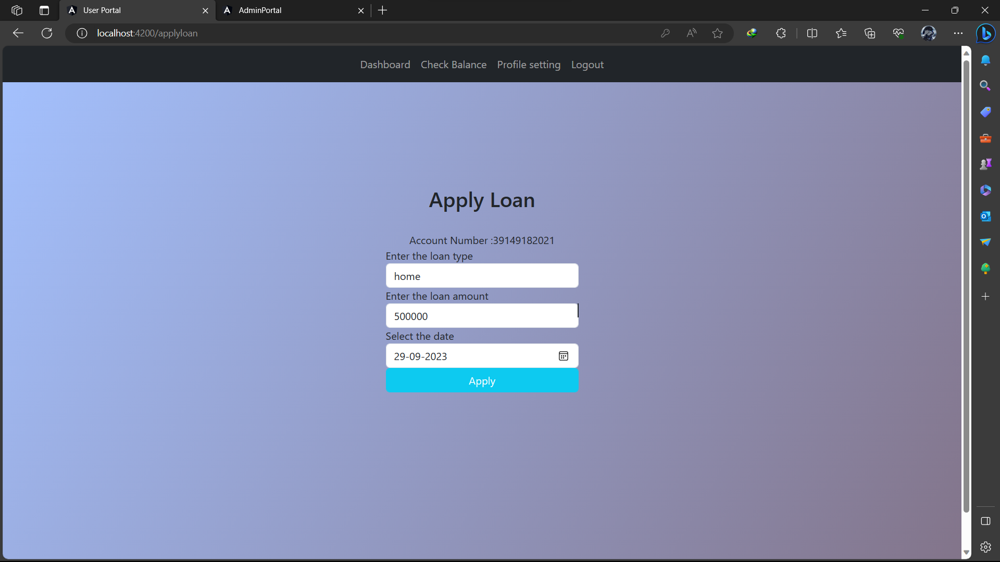 User Portal
AdminPortal
localhost:4200/applyloan
Dashboard Check Balance Profile setting Logout
Apply Loan
Account Number :39149182021
Enter the loan type
home
Enter the loan amount
500000
Select the date
29-09-2023
Apply